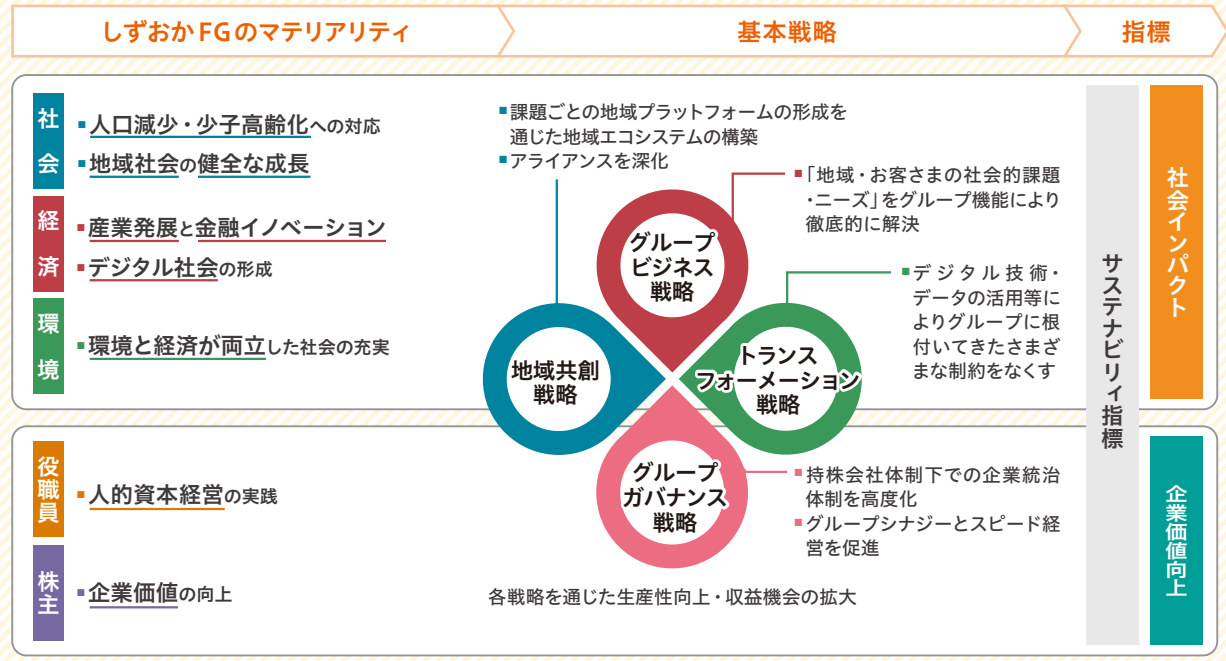 しずおかFGのマテリアリティ
基本戦略
指標
社会
■人口減少・少子高齢化への対応
■地域社会の健全な成長
経済
■産業発展と金融イノベーション
■デジタル社会の形成
環境
■環境と経済が両立した社会の充実
■課題ごとの地域プラットフォームの形成を
通じた地域エコシステムの構築
■アライアンスを深化
■「地域・お客さまの社会的課題
・ニーズ」をグループ機能により
徹底的に解決
■デジタル技術・
データの活用等に
よりグループに根
付いてきたさまざ
まな制約をなくす
グループ
ビジネス
戦略
地域共創
戦略
トランス
フォーメーション
戦略
グループ
ガバナンス
戦略
役職員
■人的資本経営の実践
株主
■企業価値の向上
■持株会社体制下での企業統治
体制を高度化
■グループシナジーとスピード経
営を促進
各戦略を通じた生産性向上・収益機会の拡大
サステナビリィ指標
社会インパクト
企業価値向上